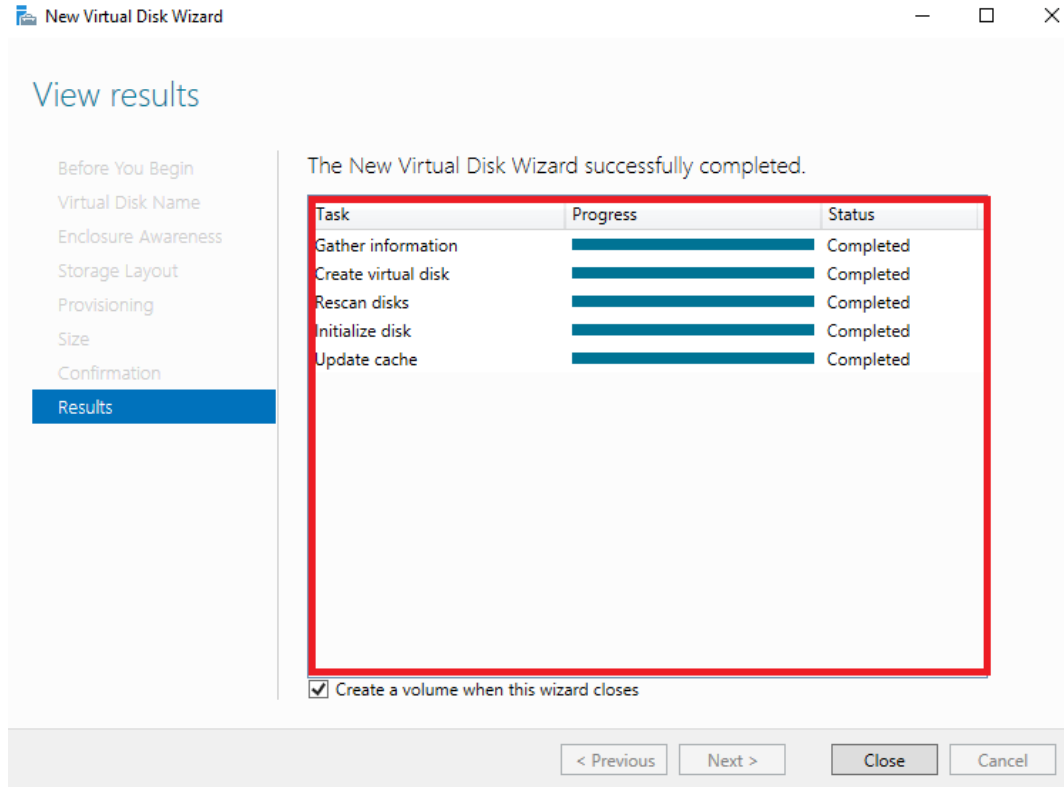 New Virtual Disk Wizard
View results
Before You Begin
Virtual Disk Name
Enclosure Awareness
Storage Layout
Provisioning
Size
Confirmation
Results
The New Virtual Disk Wizard successfully completed.
Task Progress Status
Gather information Completed
Create virtual disk Completed
Rescan disks Completed
Initialize disk Completed
Update cache Completed
Create a volume when this wizard closes
< Previous Next > Close Cancel